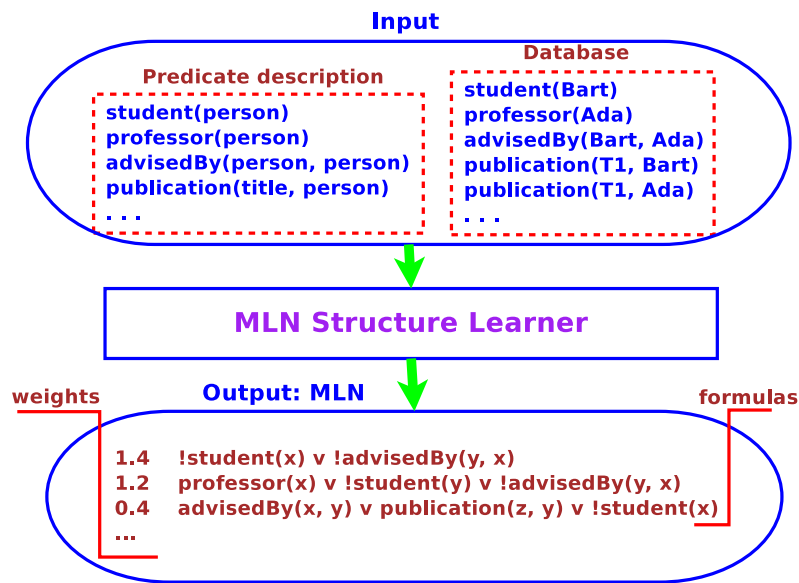 Input
Predicate description
student(person)
professor(person)
advisedBy(person, person)
publication(title, person)
. . .
Database
student(Bart)
professor(Ada)
advisedBy(Bart, Ada)
publication(T1, Bart)
publication(T1, Ada)
. . .
MLN Structure Learner
Output: MLN
weights
formulas
1.4 !student(x) v !advisedBy(y, x)
1.2 professor(x) v !student(y) v !advisedBy(y, x)
0.4 advisedBy(x, y) v publication(z, y) v !student(x)
...